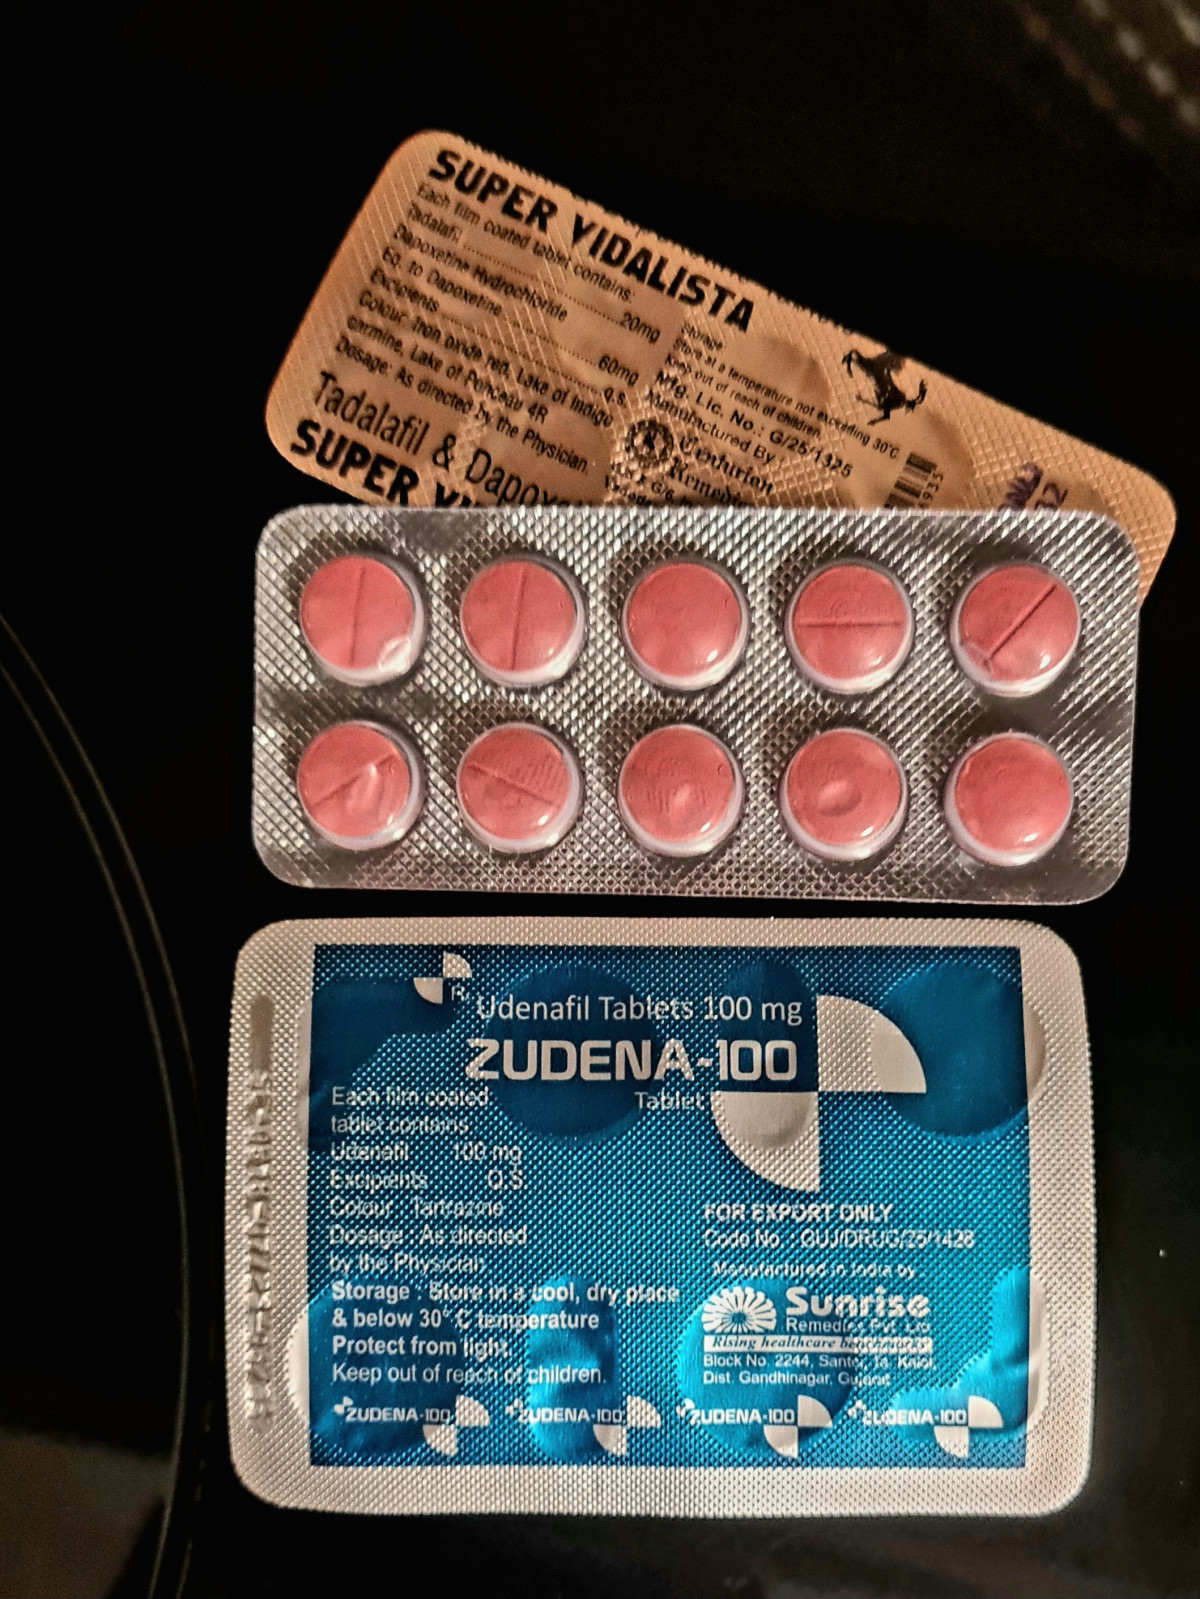 SUPER VIDALISTA
Each film coated tablet contains:
Tadalafil ........ 20mg
Dapoxetine Hydrochloride
Eq. to Dapoxetine ........ 60mg
Excipients ........ q.s.
Colour: Iron oxide red, Lake of Indigo
carmine, Lake of Ponceau 4R
Dosage: As directed by the Physician.
Tadalafil & Dapox
SUPER VI
Storage
Store at a temperature not exceeding 30°C
Keep out of reach of children.
Mfg. Lic. No.: G/25/1325
Manufactured By
Centurion
Remedi
Rx Udenafil Tablets 100 mg
ZUDENA-100
Tablet
Each film coated
tablet contains
Udenafil 100 mg
Excipients Q.S.
Colour : Tartrazine
Dosage : As directed
by the Physician
Storage : Store in a cool, dry place
& below 30° C temperature
Protect from light.
Keep out of reach of children.
FOR EXPORT ONLY
Code No. : GUJ/DRUG/25/1428
Manufactured in India by
Sunrise
Remedies Pvt. Ltd.
Rising healthcare
Block No. 2244, Santej, Ta. Kalol,
Dist. Gandhinagar, Gujarat
ZUDENA-100 ZUDENA-100 ZUDENA-100 ZUDENA-100